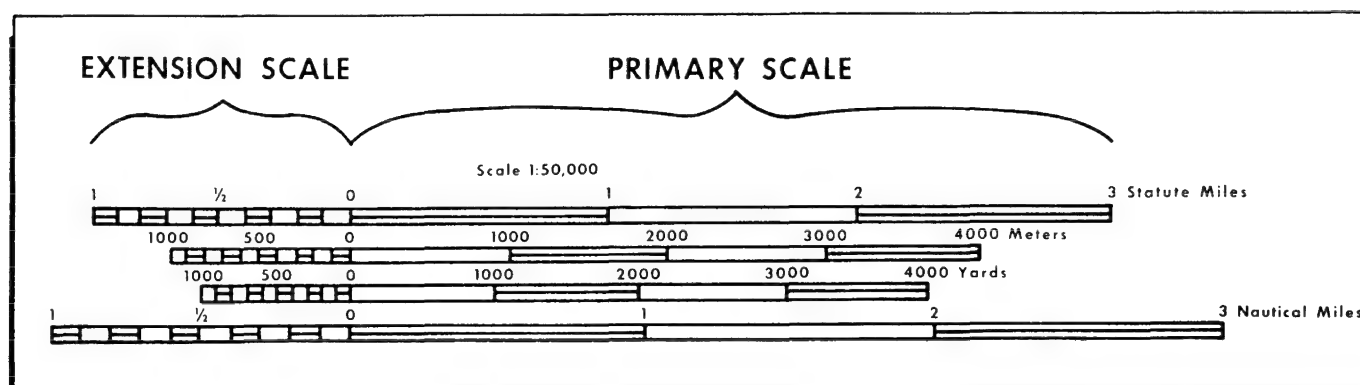 EXTENSION SCALE PRIMARY SCALE
Scale 1:50,000
1 ½ 0 1 2 3 Statute Miles
1000 500 0 1000 2000 3000 4000 Meters
1000 500 0 1000 2000 3000 4000 Yards
1 ½ 0 1 2 3 Nautical Miles